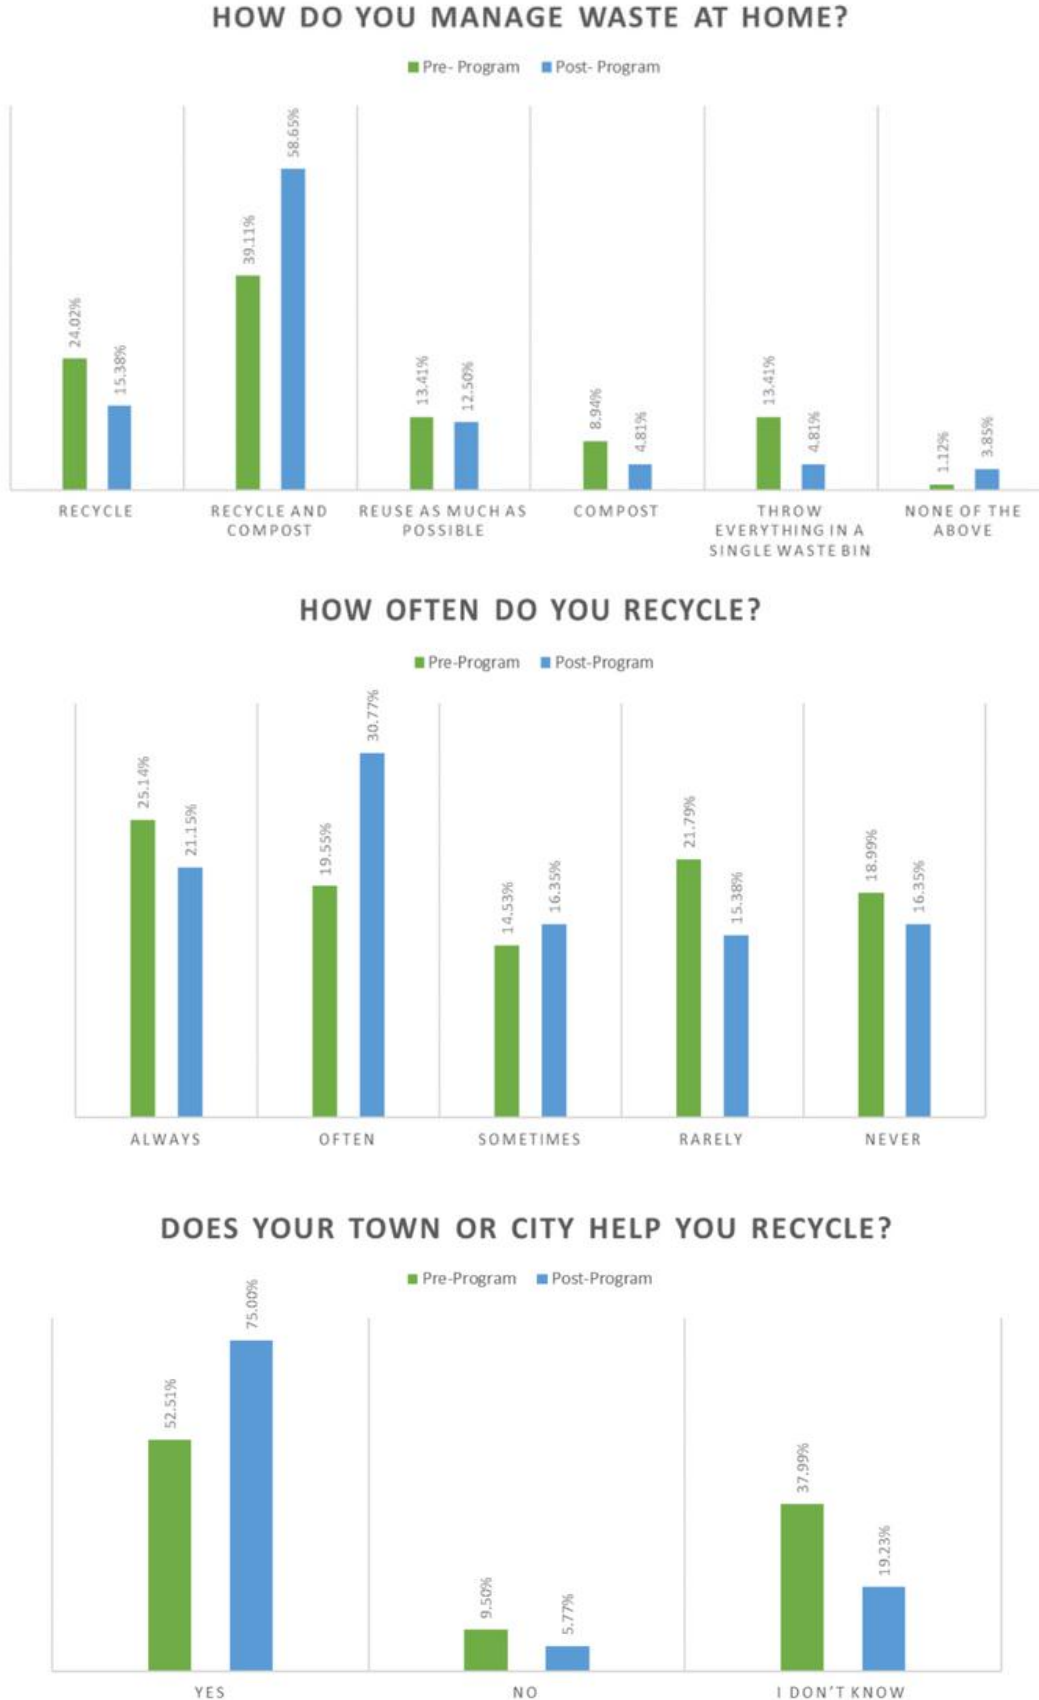 HOW DO YOU MANAGE WASTE AT HOME?
Pre- Program Post- Program
24.02%
15.38%
39.11%
58.65%
13.41%
12.50%
8.94%
4.81%
13.41%
4.81%
1.12%
3.85%
RECYCLE
RECYCLE AND
COMPOST
REUSE AS MUCH AS
POSSIBLE
COMPOST
THROW
EVERYTHING IN A
SINGLE WASTE BIN
NONE OF THE
ABOVE
HOW OFTEN DO YOU RECYCLE?
Pre-Program Post-Program
25.14%
21.15%
19.55%
30.77%
14.53%
16.35%
21.79%
15.38%
18.99%
16.35%
ALWAYS
OFTEN
SOMETIMES
RARELY
NEVER
DOES YOUR TOWN OR CITY HELP YOU RECYCLE?
Pre-Program Post-Program
52.51%
75.00%
9.50%
5.77%
37.99%
19.23%
YES
NO
I DON'T KNOW